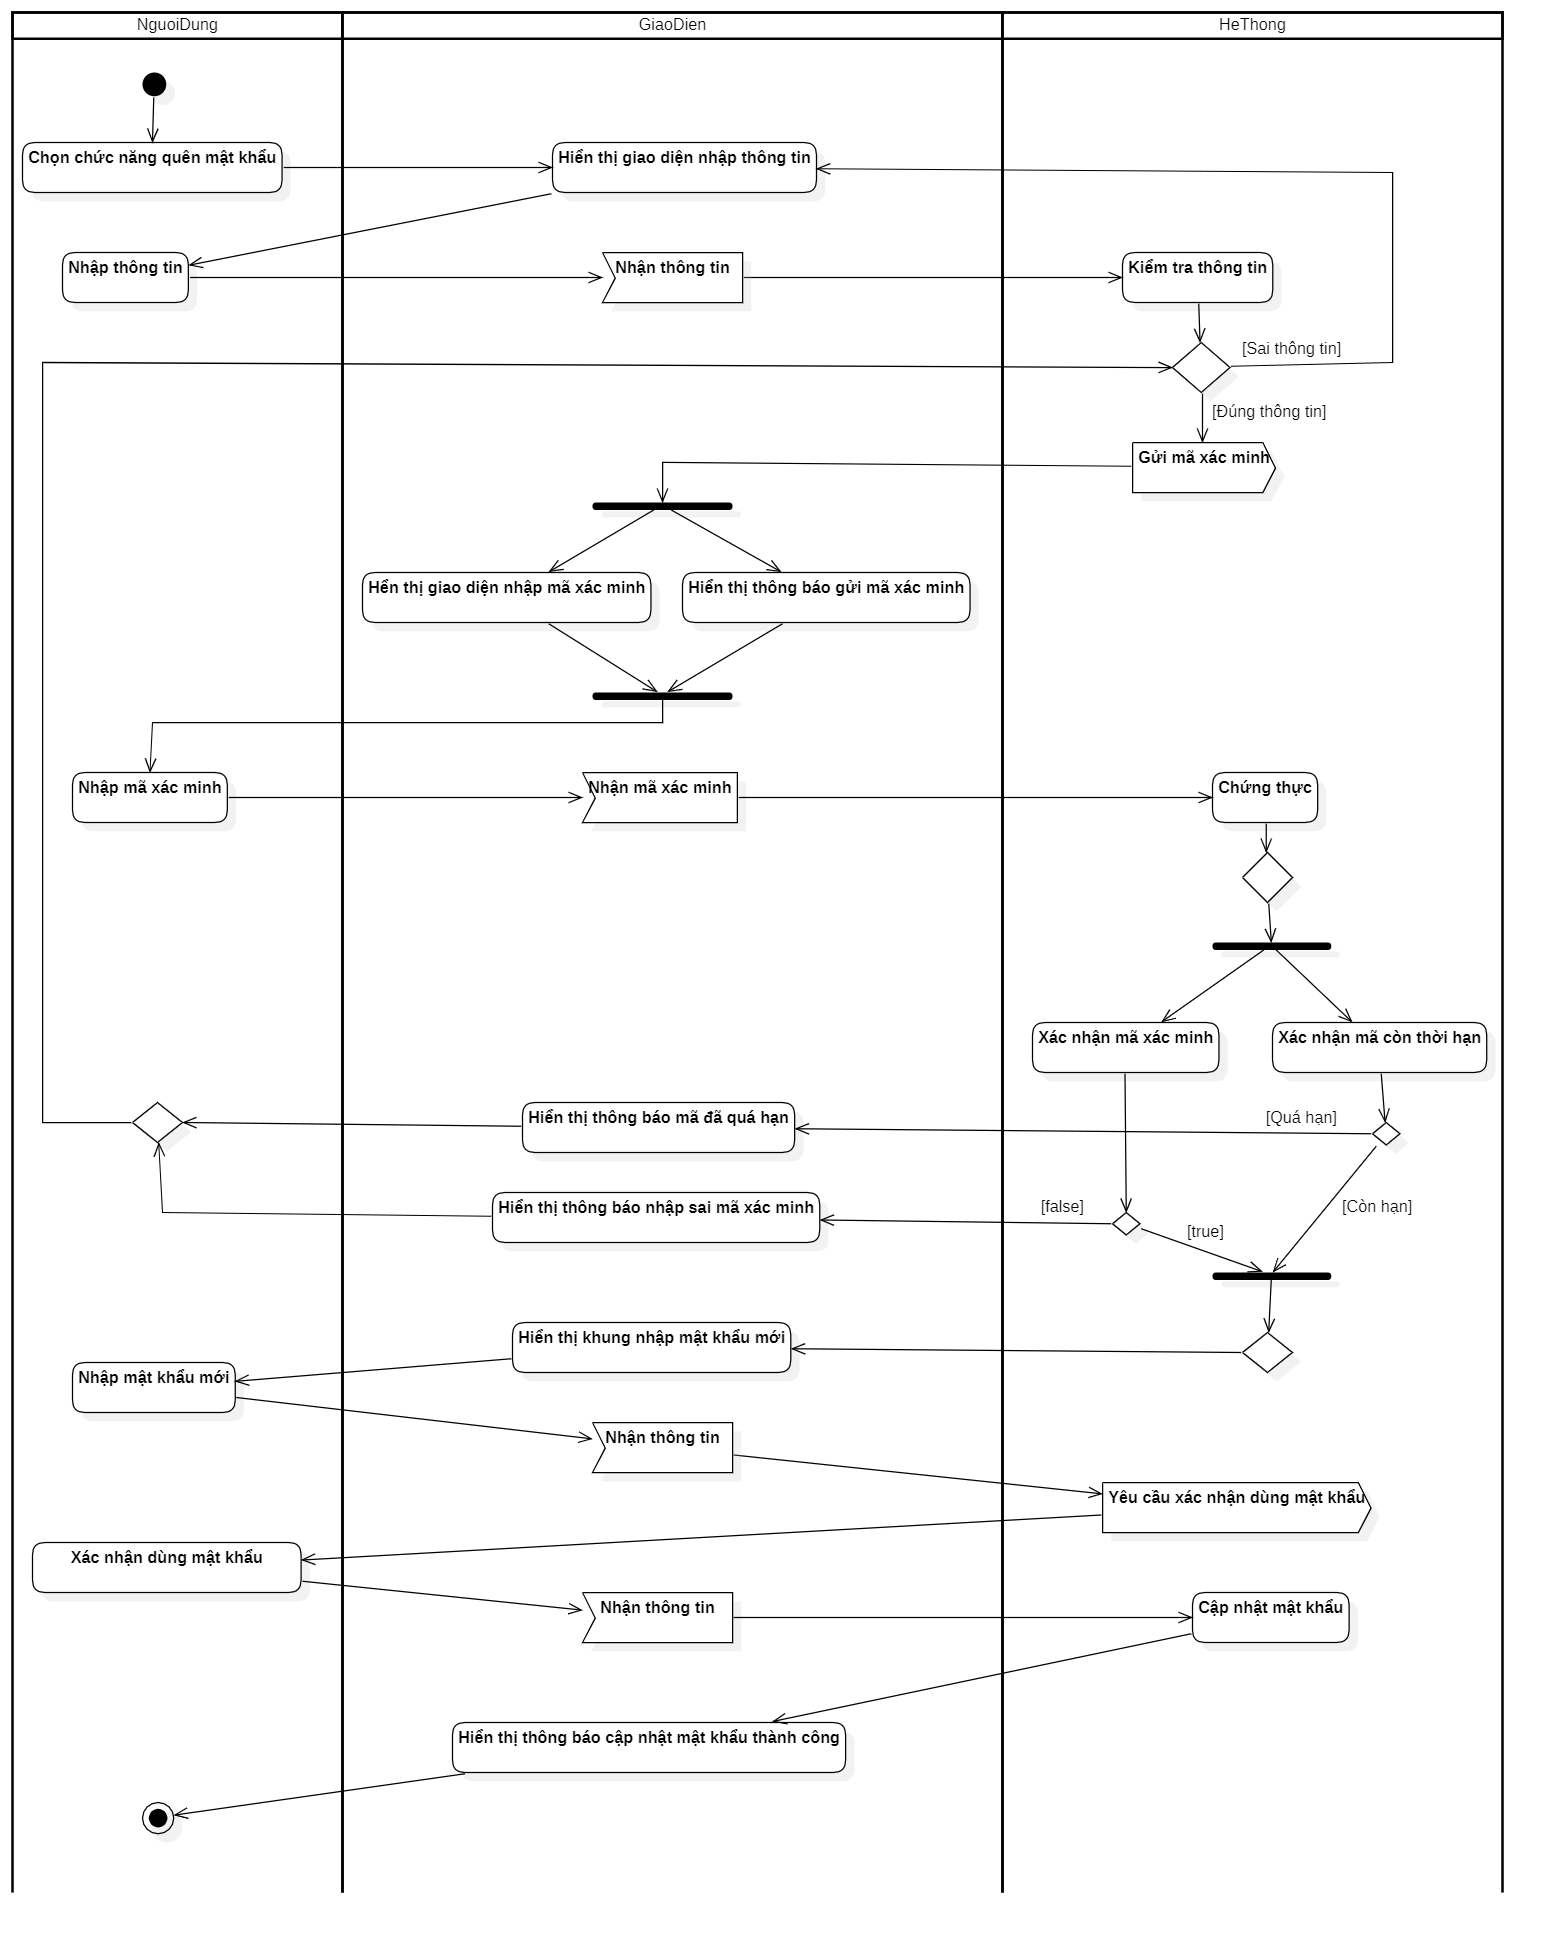 NguoiDung
GiaoDien
HeThong
Chọn chức năng quên mật khẩu
Hiển thị giao diện nhập thông tin
Nhập thông tin
Nhận thông tin
Kiểm tra thông tin
[Sai thông tin]
[Đúng thông tin]
Gửi mã xác minh
Hển thị giao diện nhập mã xác minh
Hiển thị thông báo gửi mã xác minh
Nhập mã xác minh
Nhận mã xác minh
Chứng thực
Xác nhận mã xác minh
Xác nhận mã còn thời hạn
Hiển thị thông báo mã đã quá hạn
[Quá hạn]
Hiển thị thông báo nhập sai mã xác minh
[false]
[true]
[Còn hạn]
Hiển thị khung nhập mật khẩu mới
Nhập mật khẩu mới
Nhận thông tin
Yêu cầu xác nhận dùng mật khẩu
Xác nhận dùng mật khẩu
Nhận thông tin
Cập nhật mật khẩu
Hiển thị thông báo cập nhật mật khẩu thành công